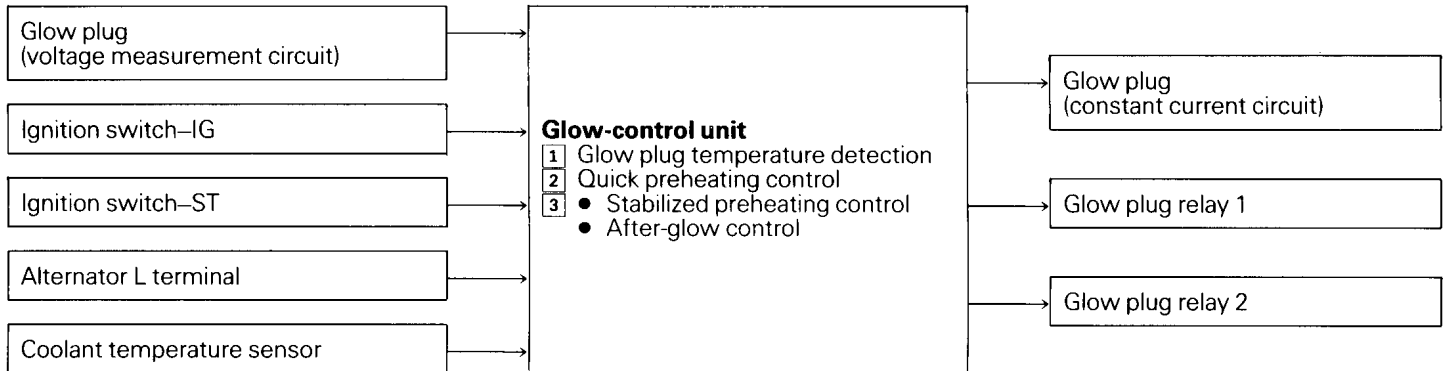 Glow plug
(voltage measurement circuit)
Ignition switch–IG
Ignition switch–ST
Alternator L terminal
Coolant temperature sensor
Glow-control unit
1 Glow plug temperature detection
2 Quick preheating control
3 ● Stabilized preheating control
● After-glow control
Glow plug
(constant current circuit)
Glow plug relay 1
Glow plug relay 2